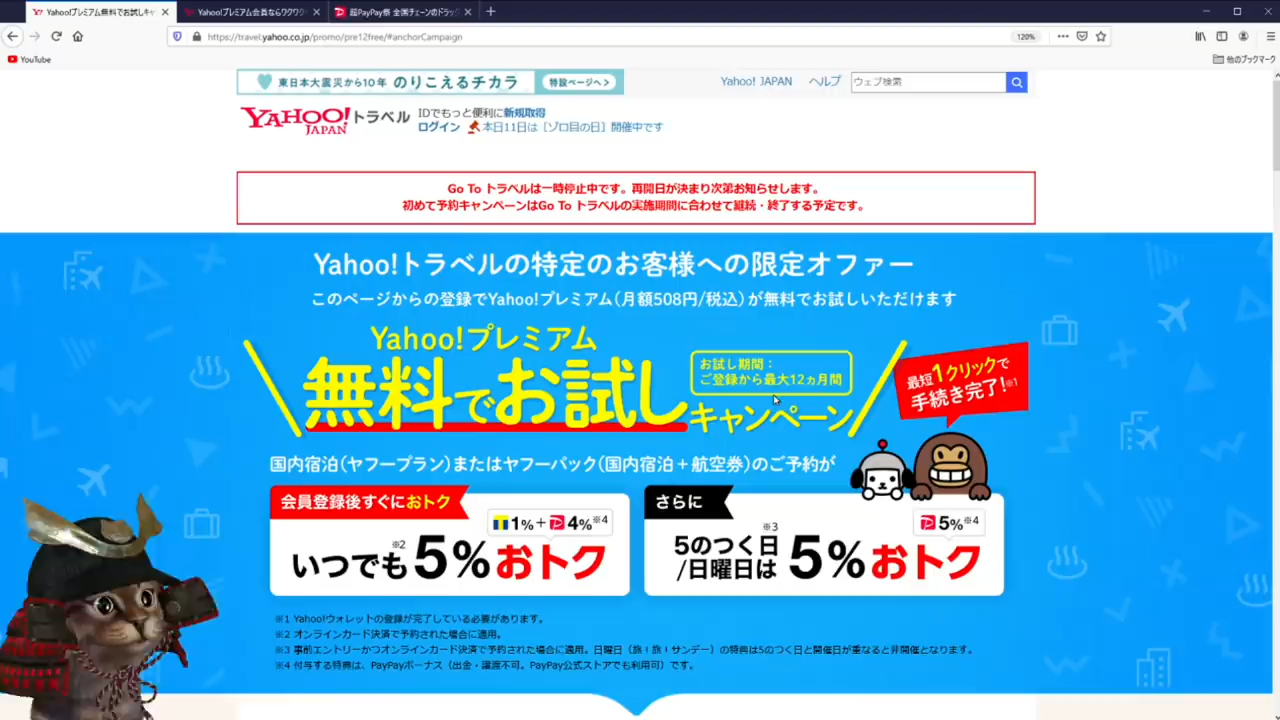 Yahoo!プレミアム無料でお試しキャ
Yahoo!プレミアム会員ならワクワク
超PayPay祭 全国チェーンのドラッグ
https://travel.yahoo.co.jp/promo/pre12free/#anchorCampaign
120%
YouTube
他のブックマーク
東日本大震災から10年 のりこえるチカラ 特設ページへ >
Yahoo! JAPAN ヘルプ
ウェブ検索
YAHOO! JAPAN トラベル
IDでもっと便利に新規取得
ログイン 本日11日は［ゾロ目の日］開催中です
Go To トラベルは一時停止中です。再開日が決まり次第お知らせします。
初めて予約キャンペーンはGo To トラベルの実施期間に合わせて継続・終了する予定です。
Yahoo!トラベルの特定のお客様への限定オファー
このページからの登録でYahoo!プレミアム（月額508円/税込）が無料でお試しいただけます
Yahoo!プレミアム
無料でお試し
キャンペーン
お試し期間：
ご登録から最大12ヵ月間
最短1クリックで
手続き完了!※1
国内宿泊（ヤフープラン）またはヤフーパック（国内宿泊＋航空券）のご予約が
会員登録後すぐにおトク
1%+ 4%※4
いつでも※2 5%おトク
さらに
5%※4
5のつく日※3
/日曜日は 5%おトク
※1 Yahoo!ウォレットの登録が完了している必要があります。
※2 オンラインカード決済で予約された場合に適用。
※3 事前エントリーかつオンラインカード決済で予約された場合に適用。日曜日（旅！旅！サンデー）の特典は5のつく日と開催日が重なると非開催となります。
※4 付与する特典は、PayPayボーナス（出金・譲渡不可。PayPay公式ストアでも利用可）です。